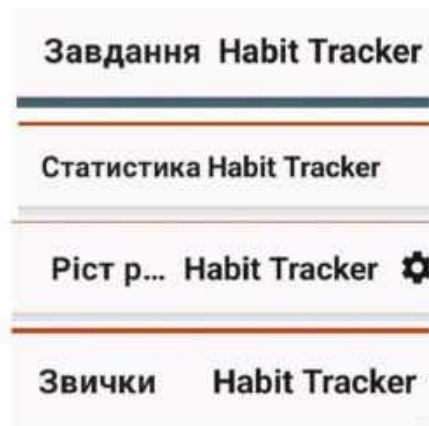 Завдання Habit Tracker
Статистика Habit Tracker
Ріст р... Habit Tracker
Звички Habit Tracker